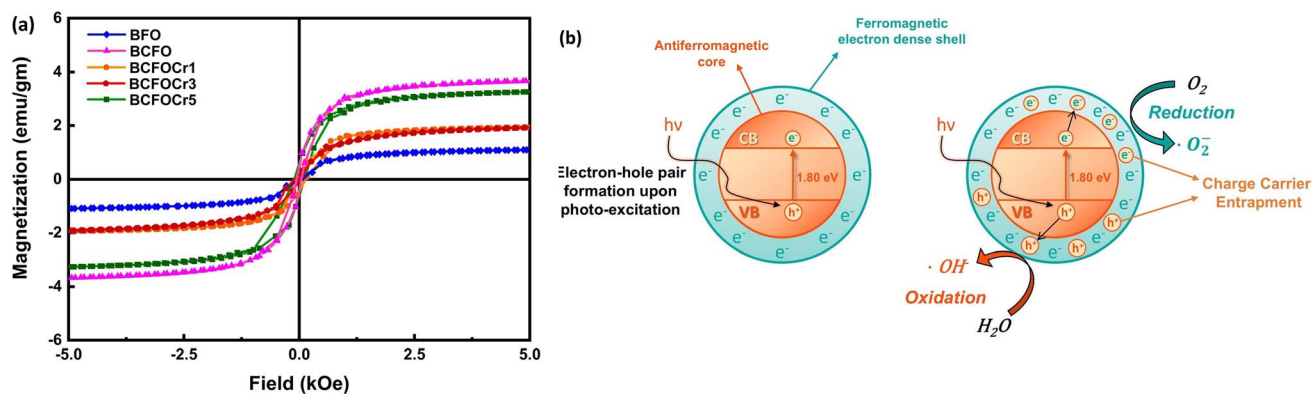 (a)
6
4
2
0
-2
-4
-6
Magnetization (emu/gm)
BFO
BCFO
BCFOCr1
BCFOCr3
BCFOCr5
-5.0
-2.5
0.0
2.5
5.0
Field (kOe)
(b)
Antiferromagnetic
core
Ferromagnetic
electron dense shell
hν
Electron-hole pair
formation upon
photo-excitation
e-
e-
e-
e-
e-
e-
e-
e-
e-
e-
e-
e-
CB
e-
1.80 eV
VB
h+
hν
e-
e-
e-
e-
e-
e-
e-
e-
e-
CB
e-
1.80 eV
VB
h+
h+
h+
h+
h+
e-
e-
e-
O2
Reduction
· O2−
Charge Carrier
Entrapment
· OH-
Oxidation
H2O